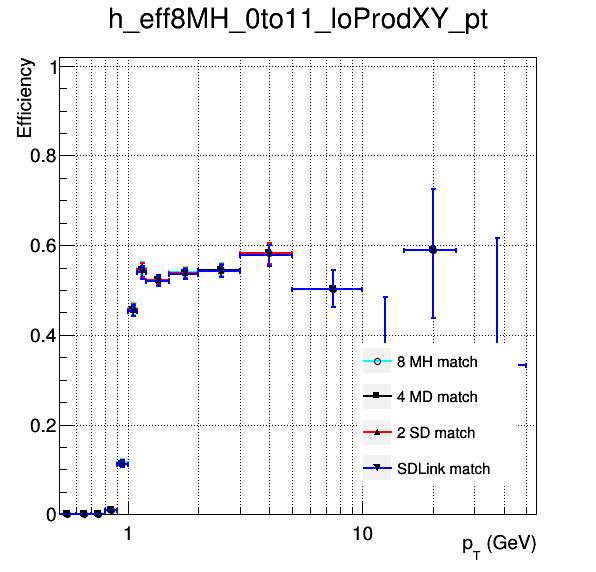 h_eff8MH_0to11_loProdXY_pt
Efficiency
1
0.8
0.6
0.4
0.2
0
8 MH match
4 MD match
2 SD match
SDLink match
1
10
p_T (GeV)